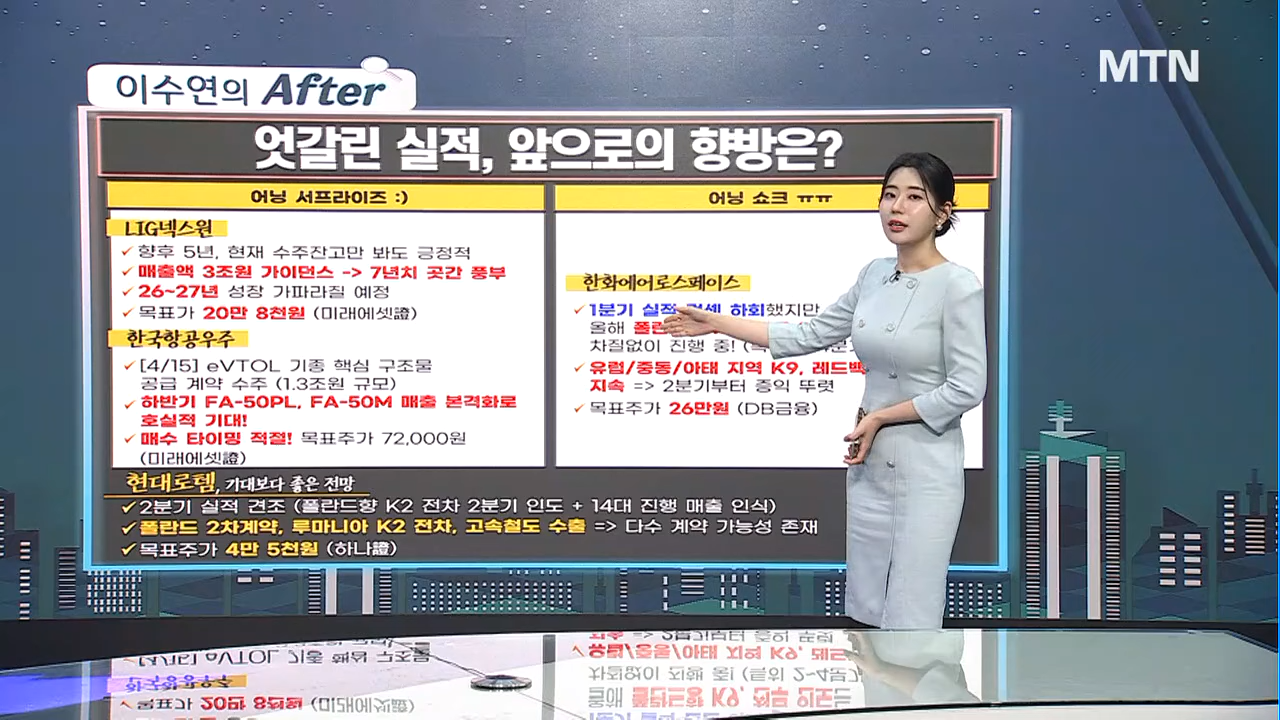 이수연의 After
MTN
엇갈린 실적, 앞으로의 향방은?
어닝 서프라이즈 :)
LIG넥스원
✓향후 5년, 현재 수주잔고만 봐도 긍정적
✓매출액 3조원 가이던스 -> 7년치 곳간 풍부
✓26~27년 성장 가파라질 예정
✓목표가 20만 8천원 (미래에셋證)
한국항공우주
✓[4/15] eVTOL 기종 핵심 구조물
공급 계약 수주 (1.3조원 규모)
✓하반기 FA-50PL, FA-50M 매출 본격화로
호실적 기대!
✓매수 타이밍 적절! 목표주가 72,000원
(미래에셋證)
어닝 쇼크 ㅠㅠ
한화에어로스페이스
✓1분기 실적 컨센 하회했지만
올해
차질없이 진행 중!
✓유럽/중동/아태 지역 K9, 레드백
지속 => 2분기부터 증익 뚜렷
✓목표주가 26만원 (DB금융)
현대로템, 기대보다 좋은 전망
✓2분기 실적 견조 (폴란드향 K2 전차 2분기 인도 + 14대 진행 매출 인식)
✓폴란드 2차계약, 루마니아 K2 전차, 고속철도 수출 => 다수 계약 가능성 존재
✓목표주가 4만 5천원 (하나證)